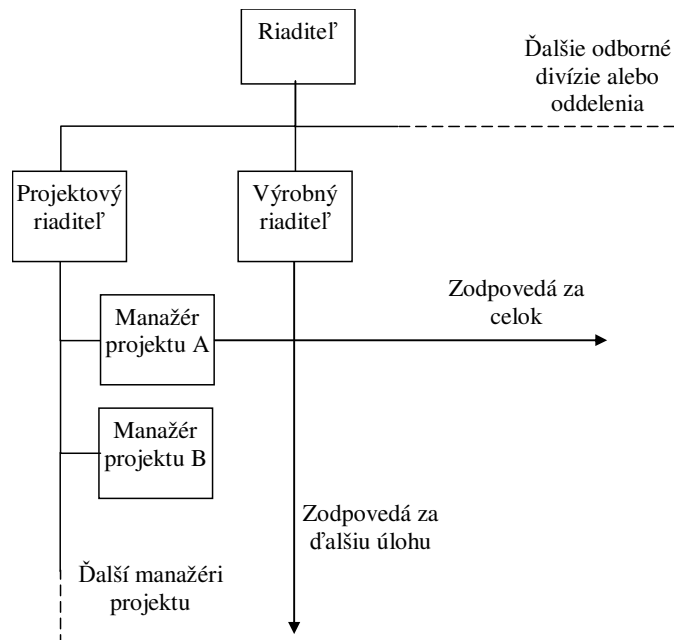 Riaditeľ
Ďalšie odborné
divízie alebo
oddelenia
Projektový
riaditeľ
Výrobný
riaditeľ
Zodpovedá za
celok
Manažér
projektu A
Manažér
projektu B
Zodpovedá za
ďalšiu úlohu
Ďalší manažéri
projektu